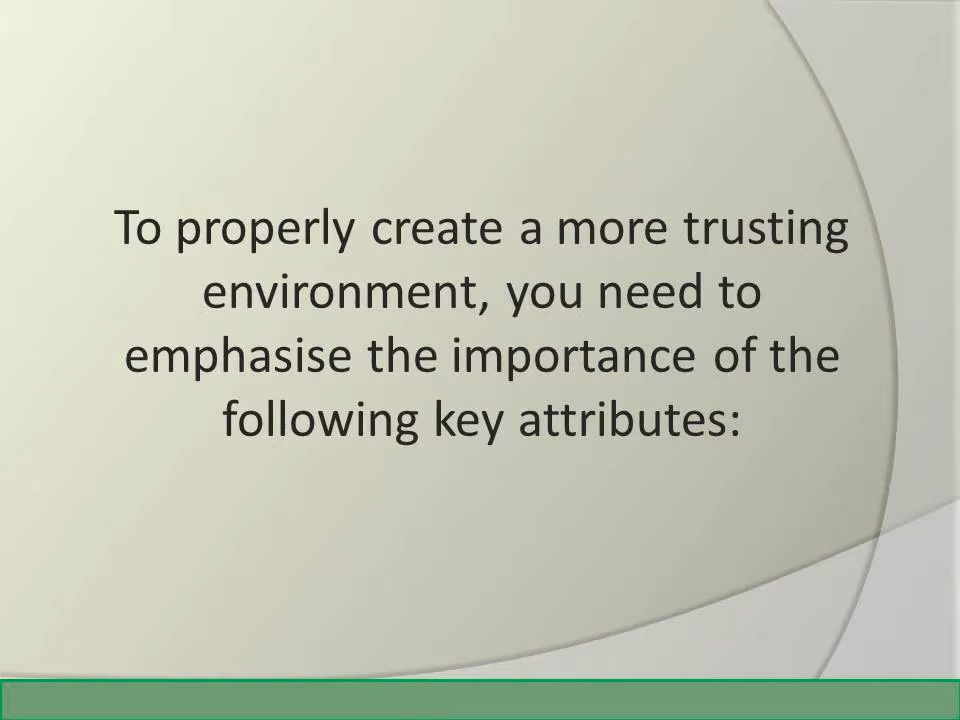 To properly create a more trusting
environment, you need to
emphasise the importance of the
following key attributes: